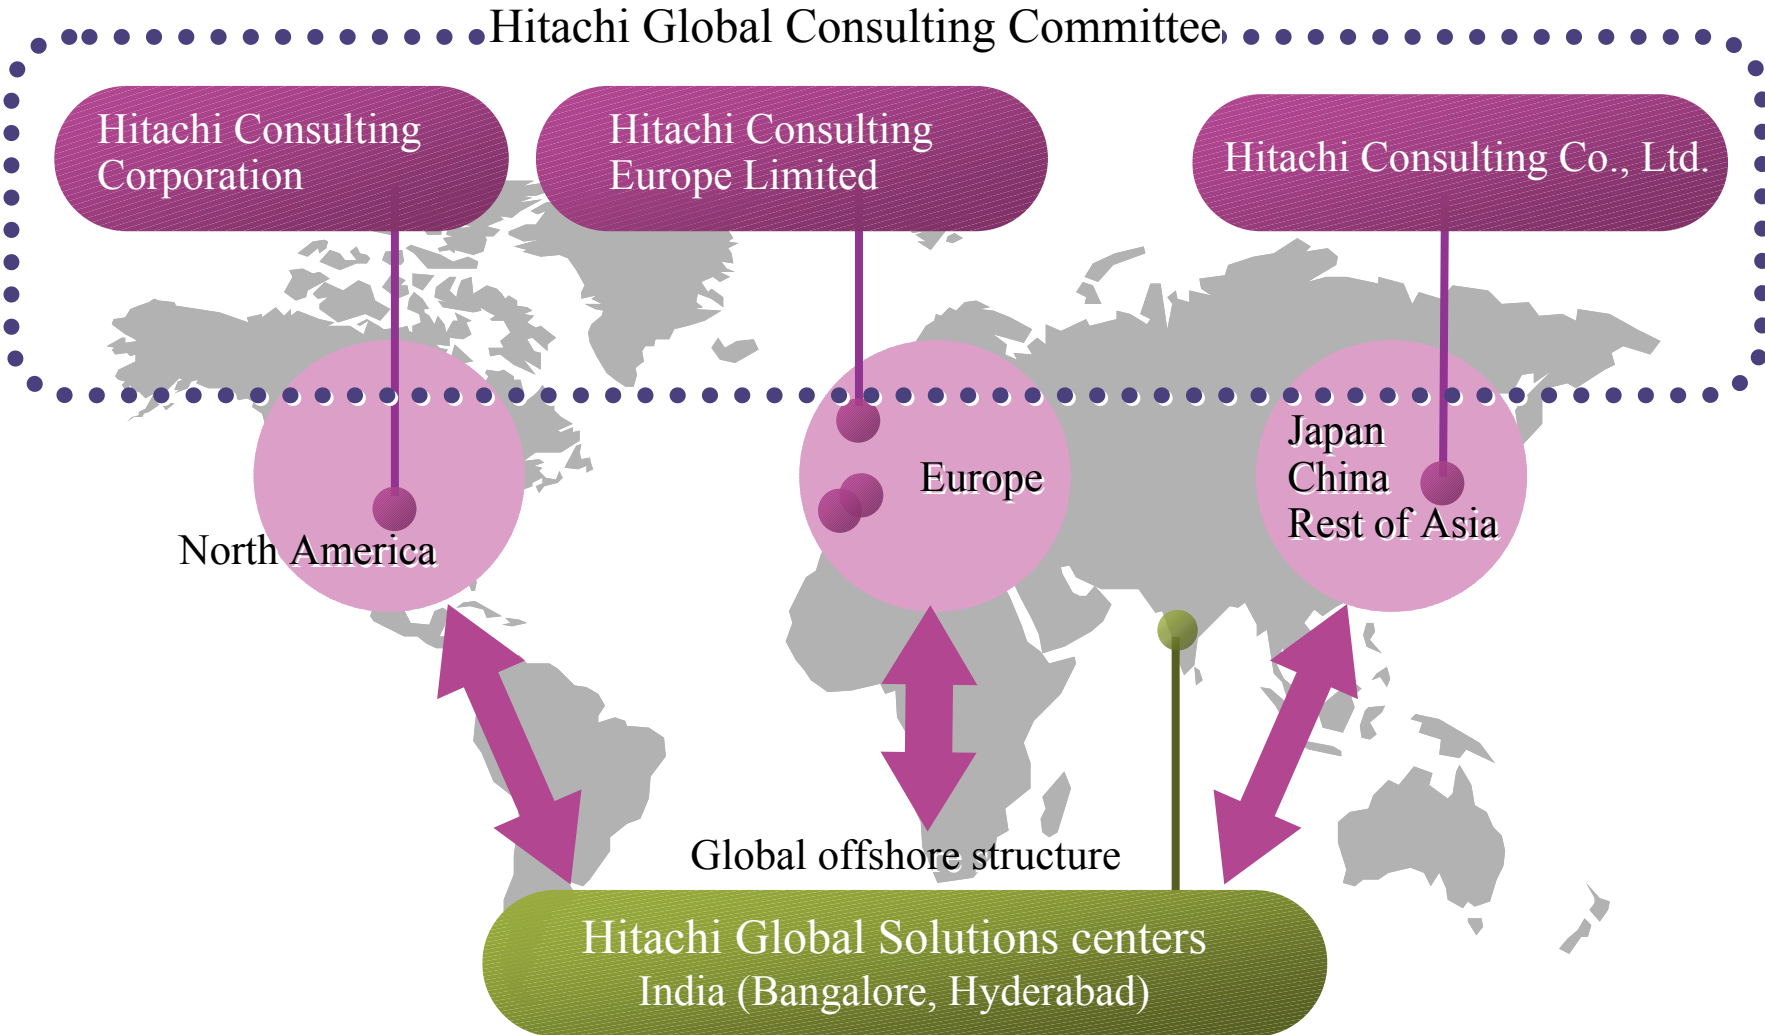 Hitachi Global Consulting Committee
Hitachi Consulting
Corporation
Hitachi Consulting
Europe Limited
Hitachi Consulting Co., Ltd.
North America
Europe
Japan
China
Rest of Asia
Global offshore structure
Hitachi Global Solutions centers
India (Bangalore, Hyderabad)